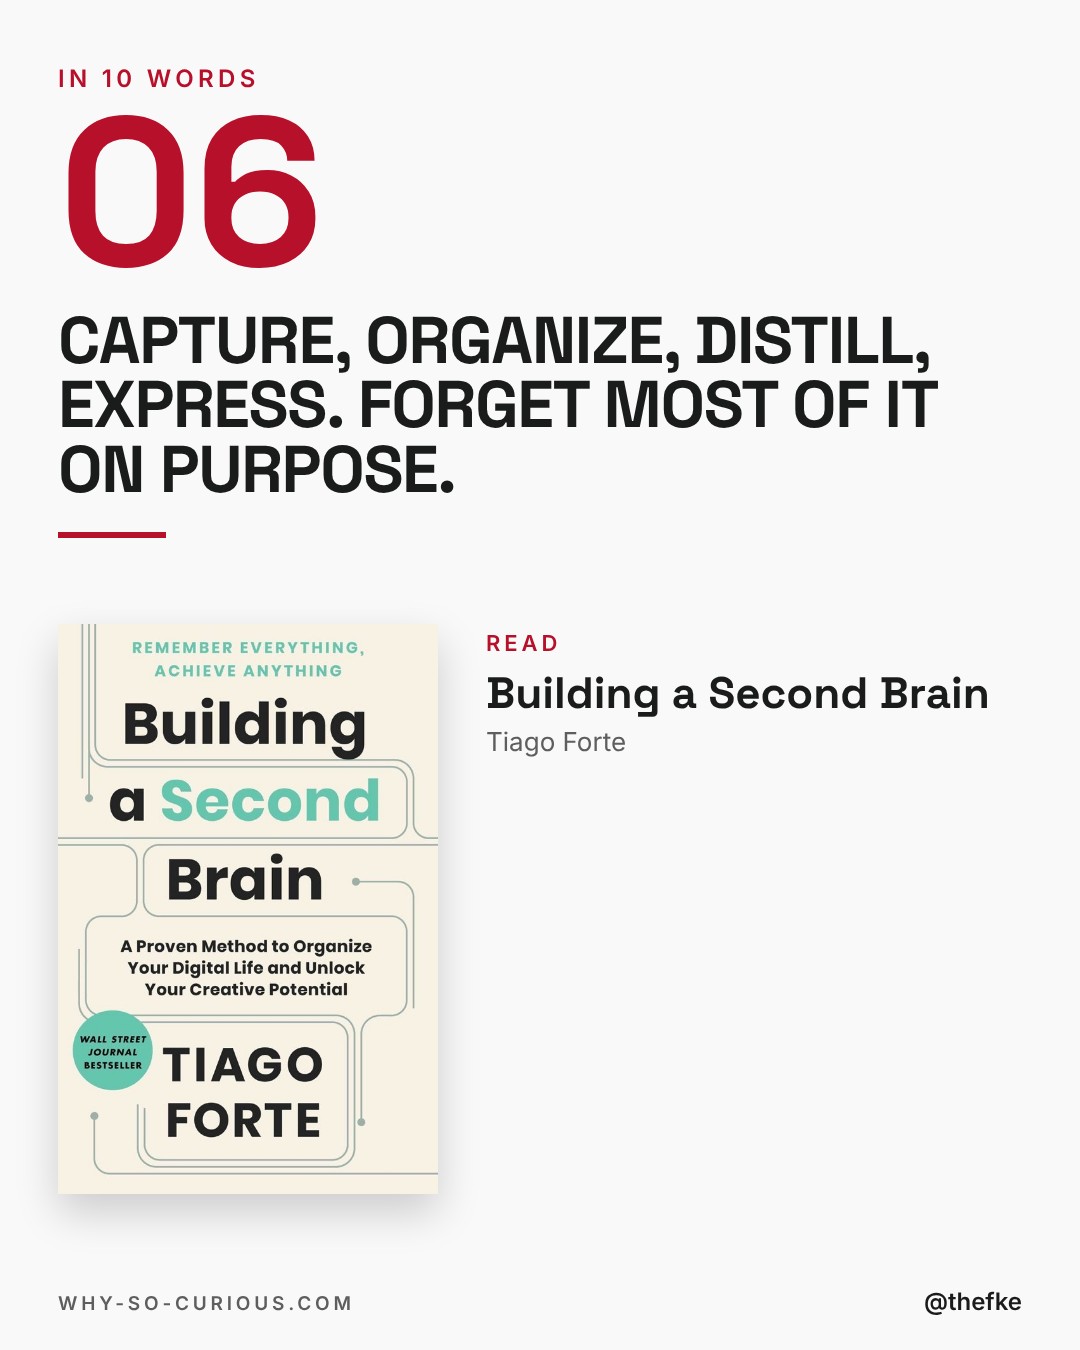 IN 10 WORDS
06
CAPTURE, ORGANIZE, DISTILL,
EXPRESS. FORGET MOST OF IT
ON PURPOSE.
REMEMBER EVERYTHING,
ACHIEVE ANYTHING
Building
a Second
Brain
A Proven Method to Organize
Your Digital Life and Unlock
Your Creative Potential
WALL STREET
JOURNAL
BESTSELLER
TIAGO
FORTE
READ
Building a Second Brain
Tiago Forte
WHY-SO-CURIOUS.COM
@thefke